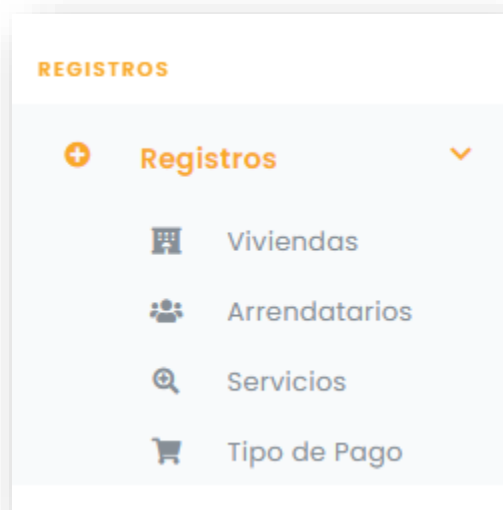 REGISTROS
Registros
Viviendas
Arrendatarios
Servicios
Tipo de Pago